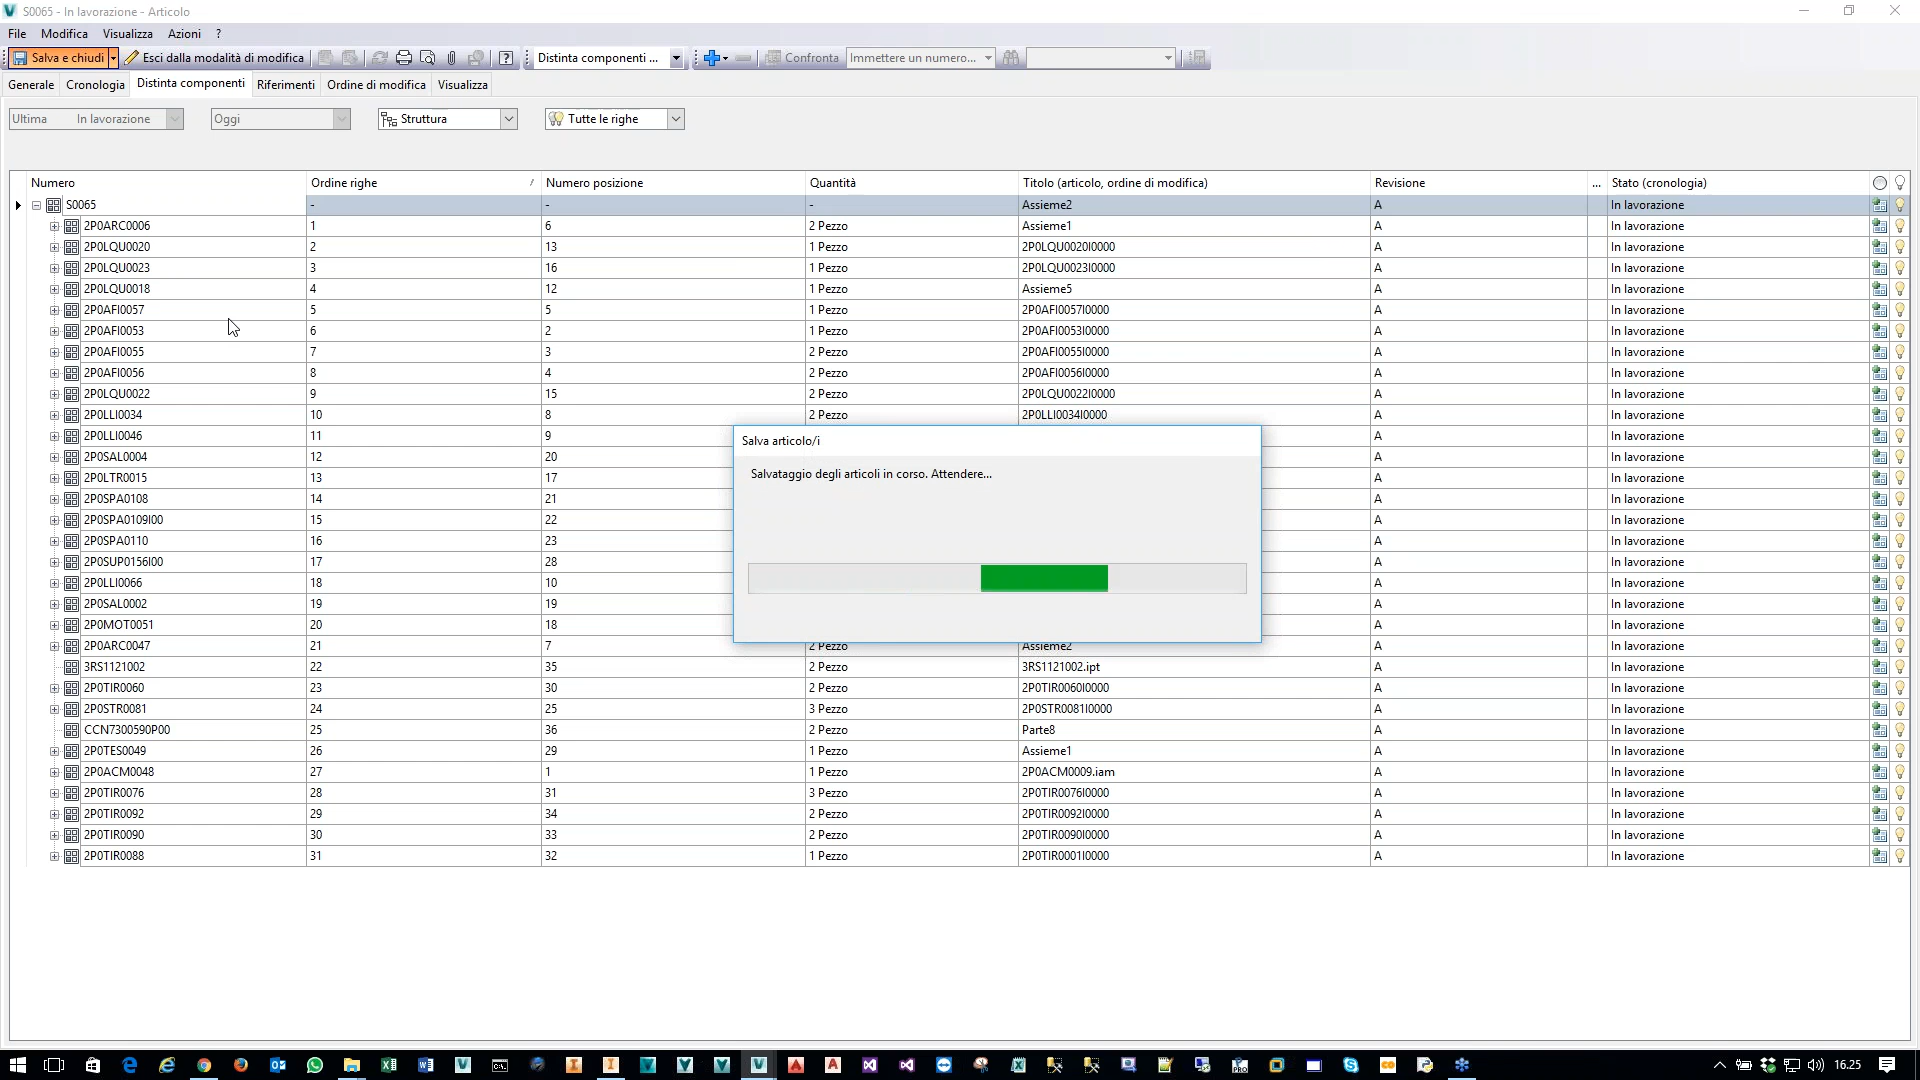 S0065 - In lavorazione - Articolo
File Modifica Visualizza Azioni ?
Salva e chiudi Esci dalla modalità di modifica Distinta componenti ... Confronta Immettere un numero...
Generale Cronologia Distinta componenti Riferimenti Ordine di modifica Visualizza
Ultima In lavorazione Oggi Struttura Tutte le righe
Numero Ordine righe / Numero posizione Quantità Titolo (articolo, ordine di modifica) Revisione ... Stato (cronologia)
S0065 - - - Assieme2 A In lavorazione
2P0ARC0006 1 6 2 Pezzo Assieme1 A In lavorazione
2P0LQU0020 2 13 1 Pezzo 2P0LQU0020I0000 A In lavorazione
2P0LQU0023 3 16 1 Pezzo 2P0LQU0023I0000 A In lavorazione
2P0LQU0018 4 12 1 Pezzo Assieme5 A In lavorazione
2P0AFI0057 5 5 1 Pezzo 2P0AFI0057I0000 A In lavorazione
2P0AFI0053 6 2 1 Pezzo 2P0AFI0053I0000 A In lavorazione
2P0AFI0055 7 3 2 Pezzo 2P0AFI0055I0000 A In lavorazione
2P0AFI0056 8 4 2 Pezzo 2P0AFI0056I0000 A In lavorazione
2P0LQU0022 9 15 2 Pezzo 2P0LQU0022I0000 A In lavorazione
2P0LLI0034 10 8 2 Pezzo 2P0LLI0034I0000 A In lavorazione
2P0LLI0046 11 9 A In lavorazione
2P0SAL0004 12 20 A In lavorazione
2P0LTR0015 13 17 A In lavorazione
2P0SPA0108 14 21 A In lavorazione
2P0SPA0109I00 15 22 A In lavorazione
2P0SPA0110 16 23 A In lavorazione
2P0SUP0156I00 17 28 A In lavorazione
2P0LLI0066 18 10 A In lavorazione
2P0SAL0002 19 19 A In lavorazione
2P0MOT0051 20 18 A In lavorazione
2P0ARC0047 21 7 2 Pezzo Assieme2 A In lavorazione
3RS1121002 22 35 2 Pezzo 3RS1121002.ipt A In lavorazione
2P0TIR0060 23 30 2 Pezzo 2P0TIR0060I0000 A In lavorazione
2P0STR0081 24 25 3 Pezzo 2P0STR0081I0000 A In lavorazione
CCN7300590P00 25 36 2 Pezzo Parte8 A In lavorazione
2P0TES0049 26 29 1 Pezzo Assieme1 A In lavorazione
2P0ACM0048 27 1 1 Pezzo 2P0ACM0009.iam A In lavorazione
2P0TIR0076 28 31 3 Pezzo 2P0TIR0076I0000 A In lavorazione
2P0TIR0092 29 34 2 Pezzo 2P0TIR0092I0000 A In lavorazione
2P0TIR0090 30 33 2 Pezzo 2P0TIR0090I0000 A In lavorazione
2P0TIR0088 31 32 1 Pezzo 2P0TIR0001I0000 A In lavorazione
Salva articolo/i
Salvataggio degli articoli in corso. Attendere...
16.25